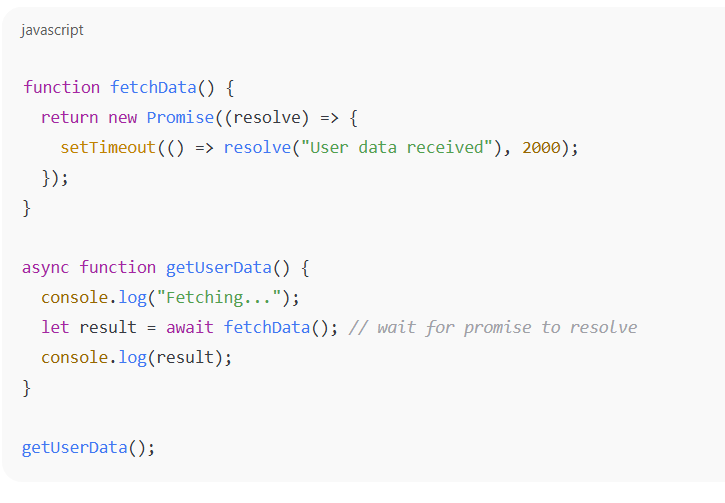 javascript
function fetchData() {
  return new Promise((resolve) => {
    setTimeout(() => resolve("User data received"), 2000);
  });
}
async function getUserData() {
  console.log("Fetching...");
  let result = await fetchData(); // wait for promise to resolve
  console.log(result);
}
getUserData();